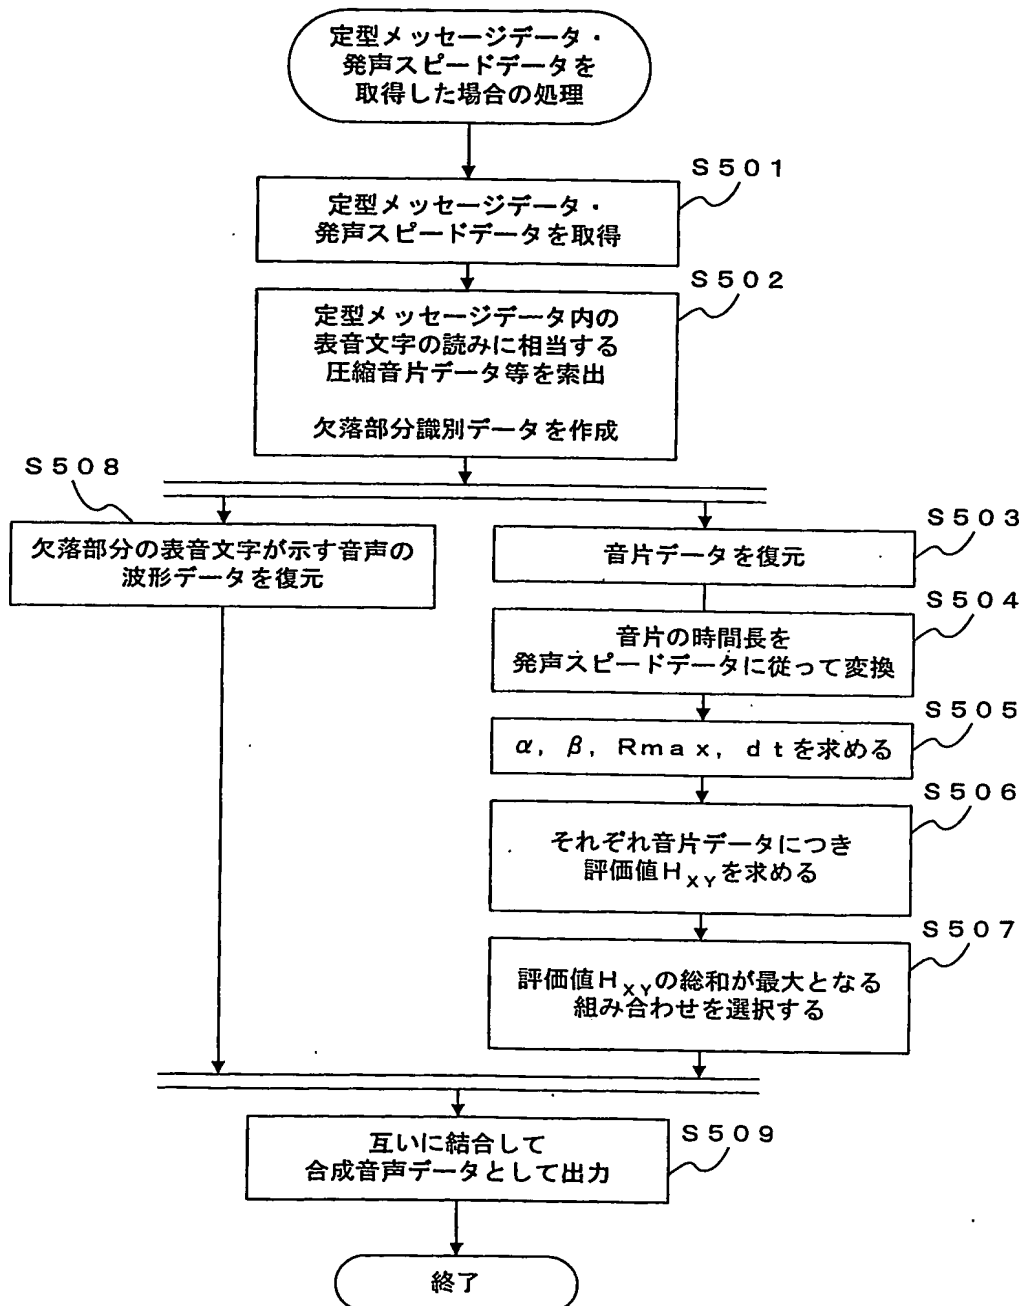 定型メッセージデータ・
発声スピードデータを
取得した場合の処理
S501
定型メッセージデータ・
発声スピードデータを取得
S502
定型メッセージデータ内の
表音文字の読みに相当する
圧縮音片データ等を索出
欠落部分識別データを作成
S508
欠落部分の表音文字が示す音声の
波形データを復元
S503
音片データを復元
S504
音片の時間長を
発声スピードデータに従って変換
S505
α, β, Rmax, dtを求める
S506
それぞれ音片データにつき
評価値HXYを求める
S507
評価値HXYの総和が最大となる
組み合わせを選択する
S509
互いに結合して
合成音声データとして出力
終了